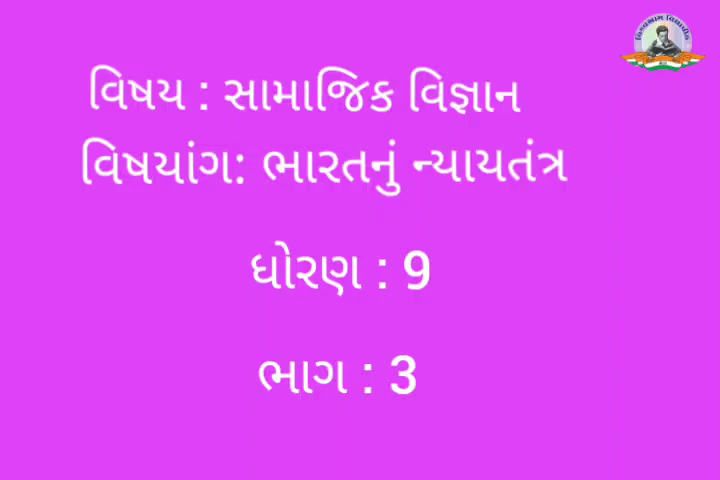 વિષય : સામાજિક વિજ્ઞાન
વિષયાંગ: ભારતનું ન્યાયતંત્ર
ધોરણ : 9
ભાગ : 3